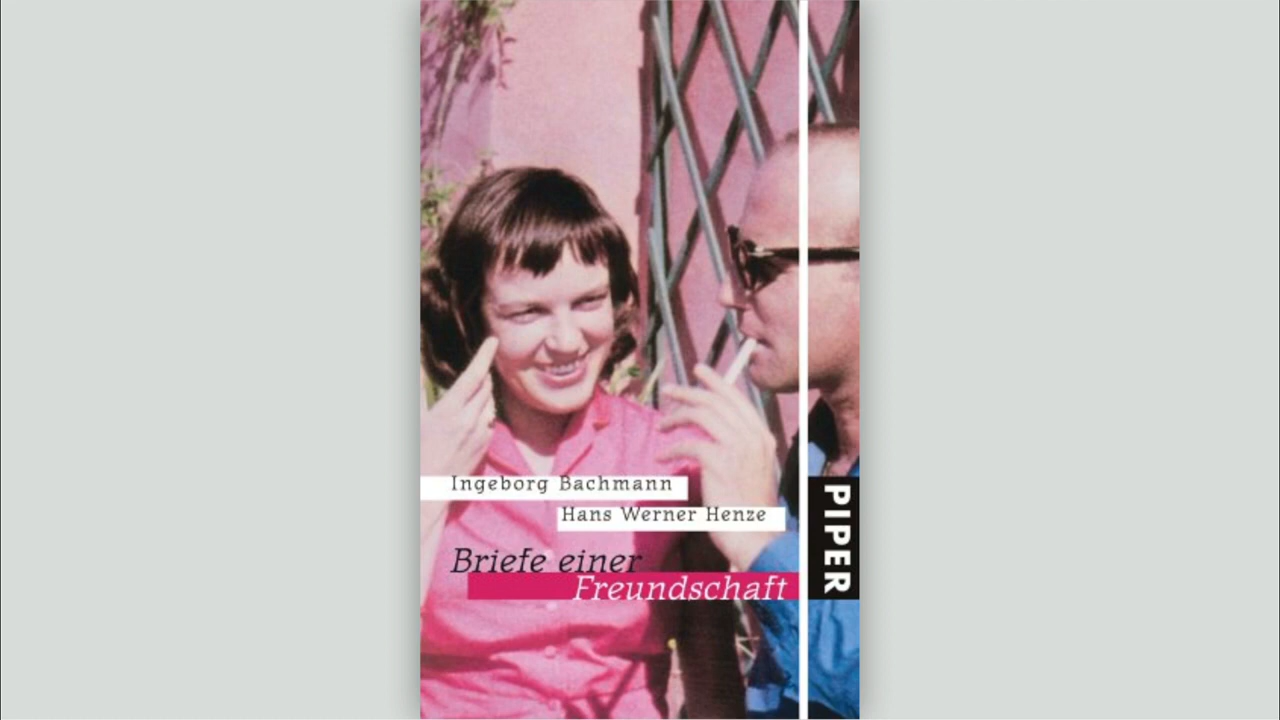 Ingeborg Bachmann
Hans Werner Henze
Briefe einer
Freundschaft
PIPER